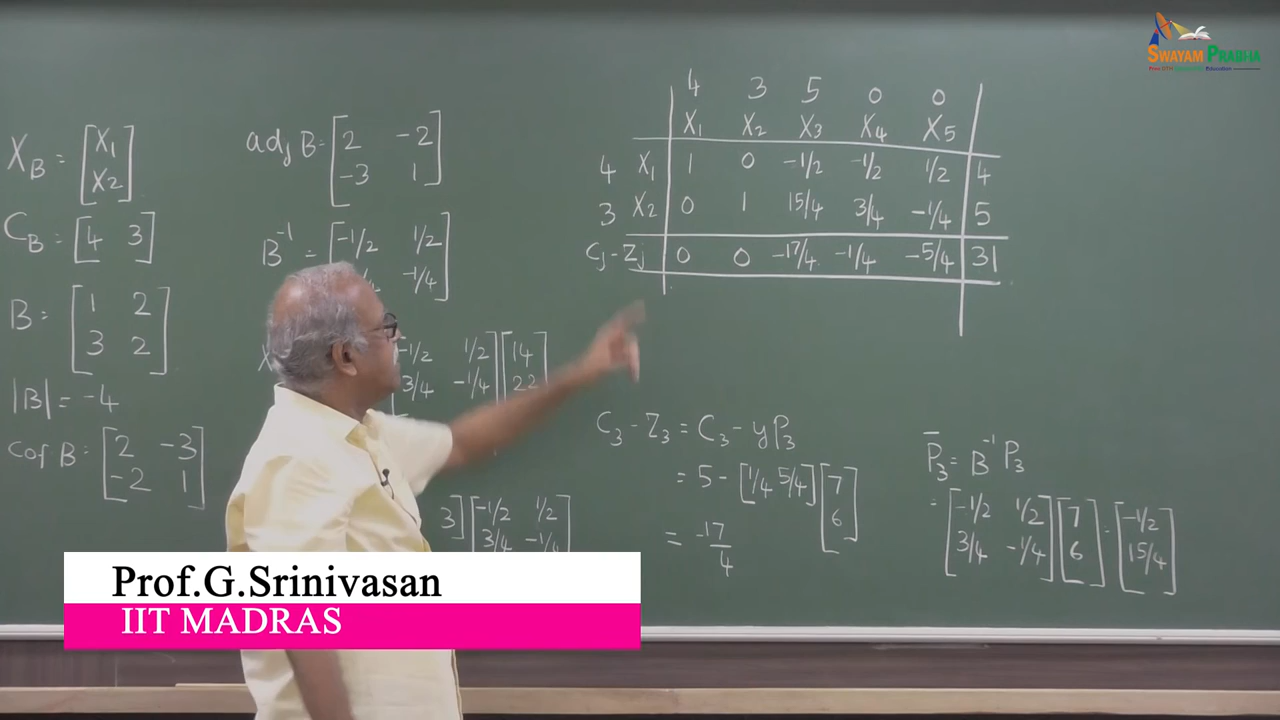 SWAYAM PRABHA
X_B = [X1
X2]
C_B = [4 3]
B = [1 2
3 2]
|B| = -4
Cof B = [2 -3
-2 1]
adj B = [2 -2
-3 1]
B^-1 = [-1/2 1/2
-1/4]
X
-1/2 1/2] [14
3/4 -1/4] 22]
3] [-1/2 1/2
3/4 -1/4]
4 3 5 0 0
X1 X2 X3 X4 X5
4 X1 1 0 -1/2 -1/2 1/2 4
3 X2 0 1 15/4 3/4 -1/4 5
Cj-Zj 0 0 -17/4 -1/4 -5/4 31
C3-Z3 = C3-yP3
= 5-[1/4 5/4] [7
6]
= -17/4
P̄3 = B^-1 P3
= [-1/2 1/2 [7 = [-1/2
3/4 -1/4] 6] 15/4]
Prof.G.Srinivasan
IIT MADRAS